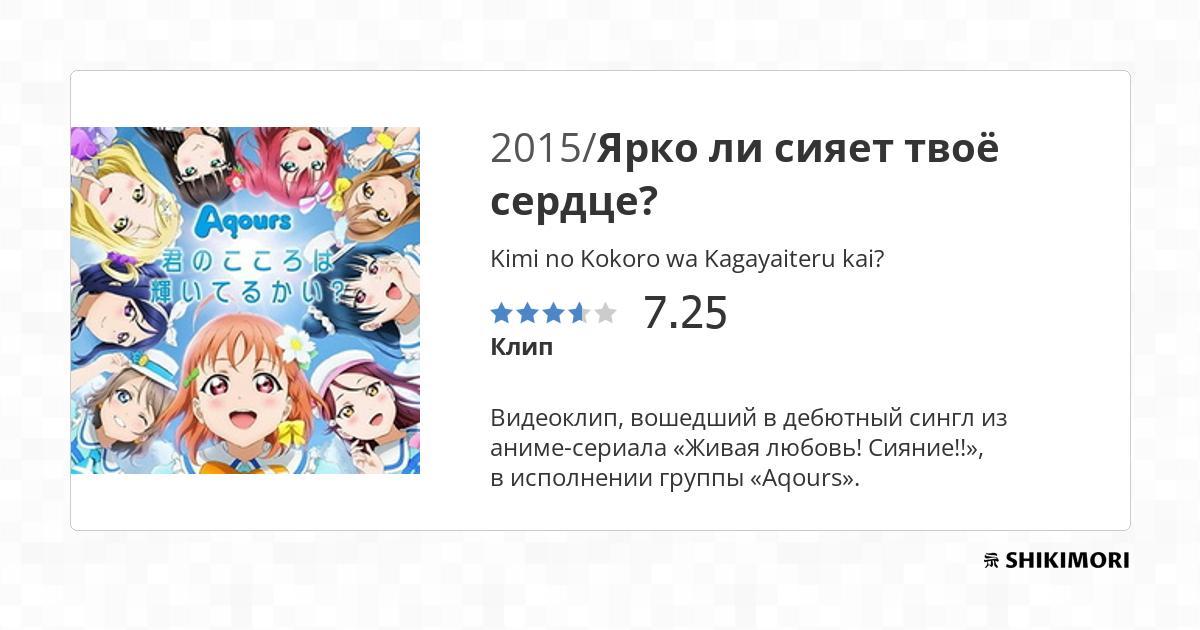 Aqours
君のこころは
輝いてるかい?
2015/Ярко ли сияет твоё
сердце?
Kimi no Kokoro wa Kagayaiteru kai?
7.25
Клип
Видеоклип, вошедший в дебютный сингл из
аниме-сериала «Живая любовь! Сияние!!»,
в исполнении группы «Aqours».
SHIKIMORI